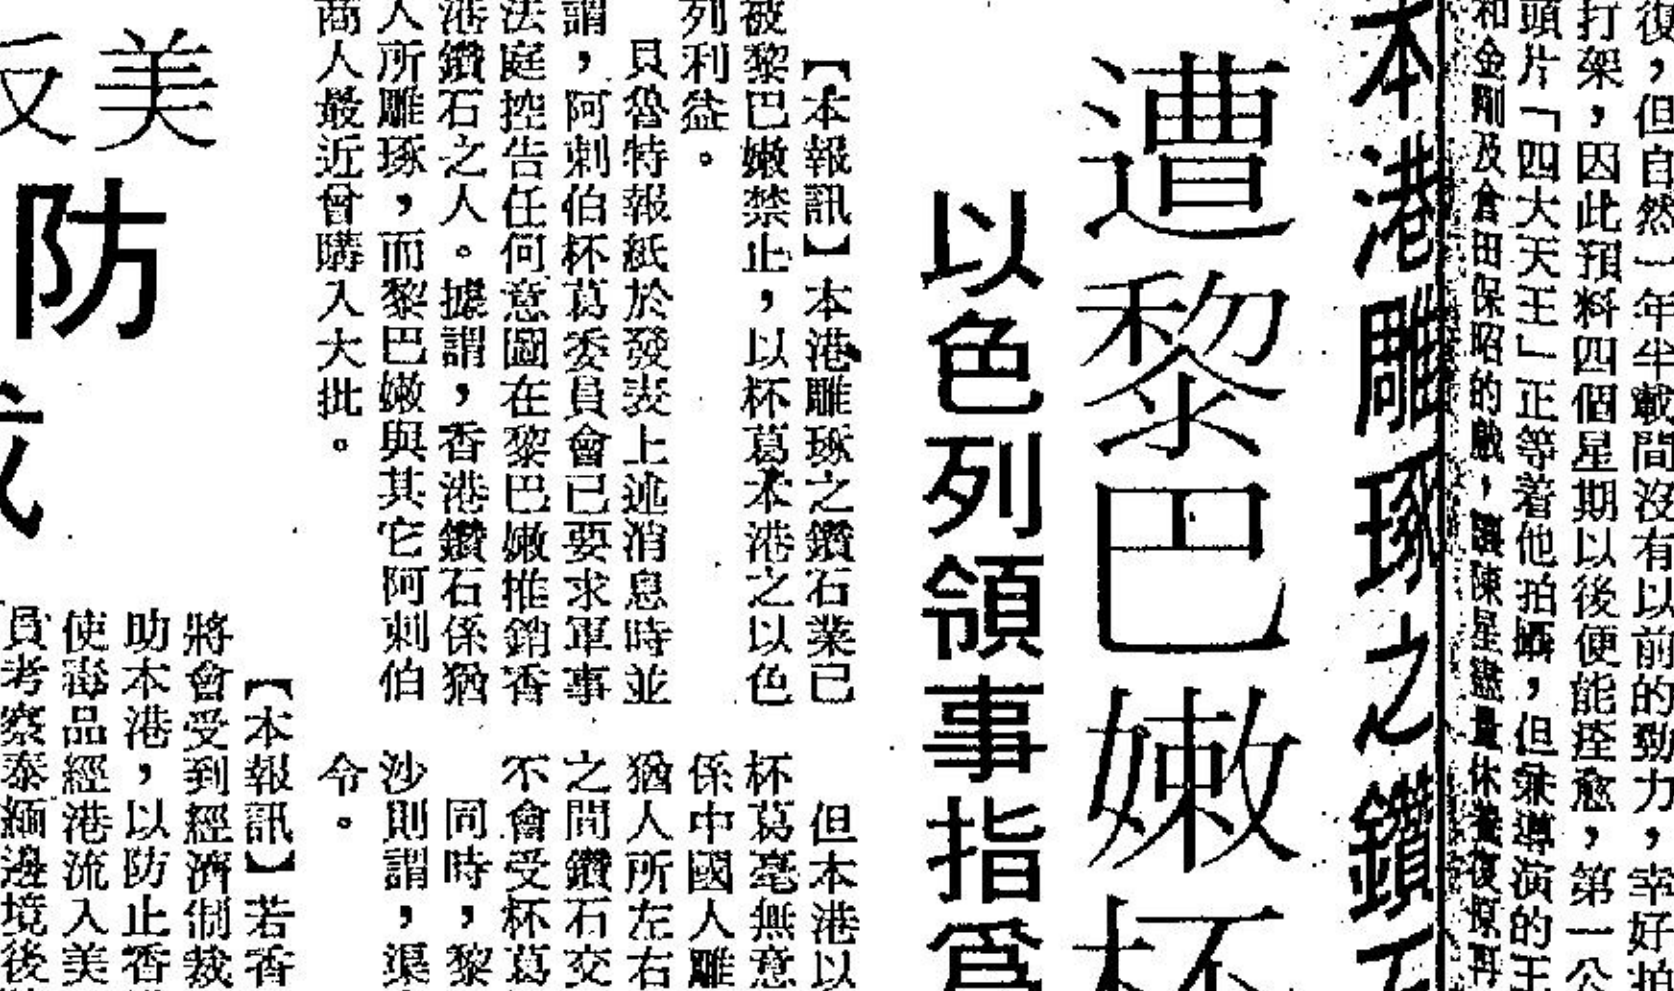 復，但自然一年半載間沒有以前的勁力，幸好拍
打架，因此預料四個星期以後便能痊愈，第一公
頭片「四大天王」正等着他拍攝，但兼導演的王
和金剛及倉田保昭的戲，讓陳星盡量休養復原再
本港雕琢之鑽石
遭黎巴嫩杯
以色列領事指為
【本報訊】本港雕琢之鑽石業已
被黎巴嫩禁止，以杯葛本港之以色
列利益。
貝魯特報紙於發表上述消息時並
謂，阿刺伯杯葛委員會已要求軍事
法庭控告任何意圖在黎巴嫩推銷香
港鑽石之人。據謂，香港鑽石係猶
人所雕琢，而黎巴嫩與其它阿刺伯
商人最近曾購入大批。
但本港以
杯葛毫無意
係中國人雕
猶人所左右
之間鑽石交
不會受杯葛
同時，黎
沙則謂，渠
令。
美
反
防
【本報訊】若香
將會受到經濟制裁
助本港，以防止香
使毒品經港流入美
員考察泰緬邊境後